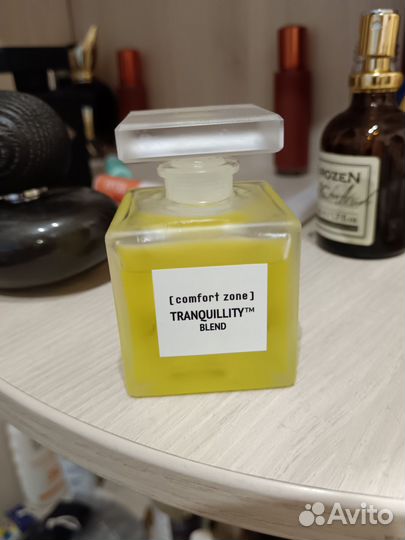 [comfort zone]
TRANQUILLITY™
BLEND
Avito